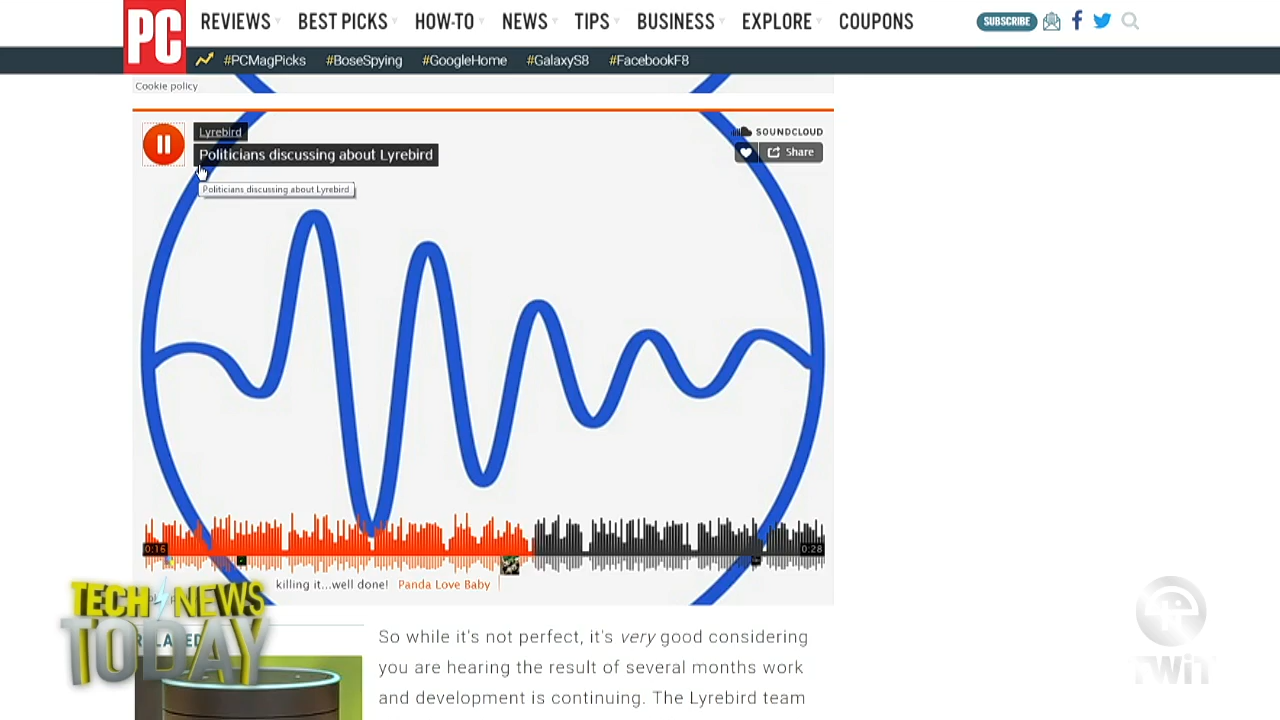 PC
REVIEWS BEST PICKS HOW-TO NEWS TIPS BUSINESS EXPLORE COUPONS SUBSCRIBE
#PCMagPicks #BoseSpying #GoogleHome #GalaxyS8 #FacebookF8
Cookie policy
Lyrebird
SOUNDCLOUD
Politicians discussing about Lyrebird
Share
Politicians discussing about Lyrebird
0:16
0:28
killing it...well done! Panda Love Baby
TECH NEWS
TODAY
So while it's not perfect, it's very good considering
you are hearing the result of several months work
and development is continuing. The Lyrebird team
TWiT